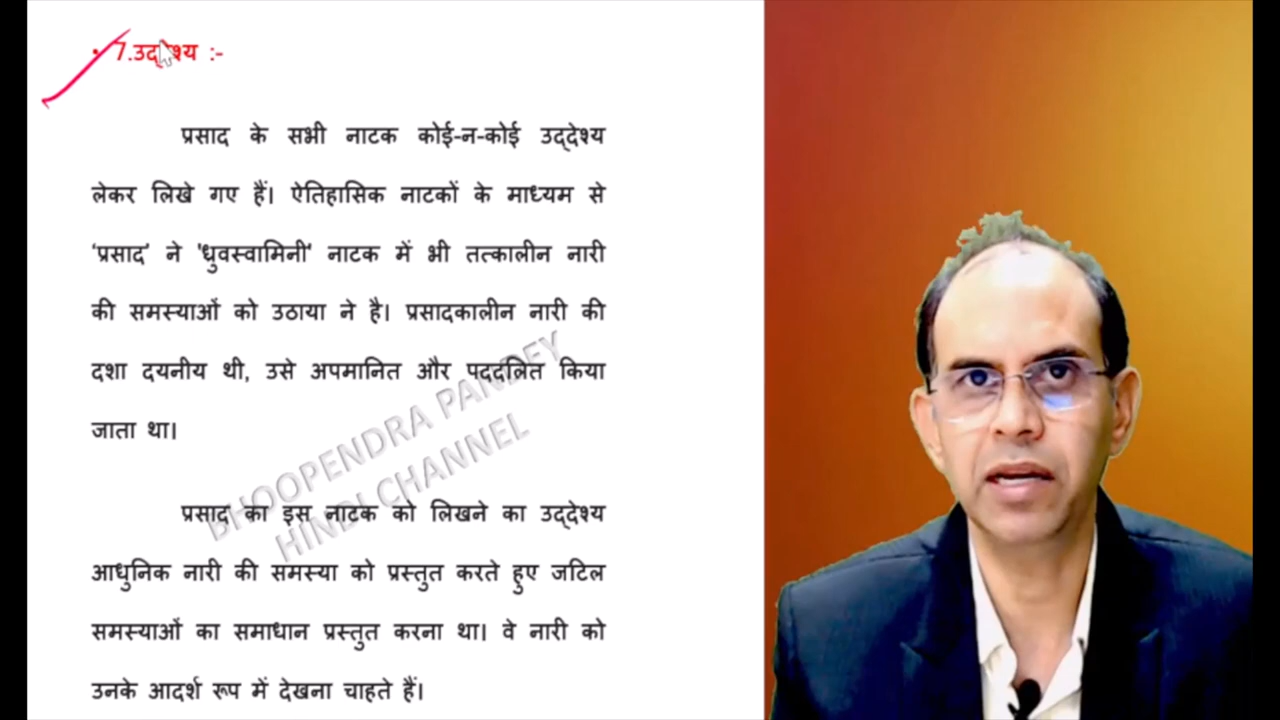 • 7.उद्देश्य :-
प्रसाद के सभी नाटक कोई-न-कोई उद्देश्य
लेकर लिखे गए हैं। ऐतिहासिक नाटकों के माध्यम से
‘प्रसाद’ ने 'ध्रुवस्वामिनी' नाटक में भी तत्कालीन नारी
की समस्याओं को उठाया ने है। प्रसादकालीन नारी की
दशा दयनीय थी, उसे अपमानित और पददलित किया
जाता था।
प्रसाद का इस नाटक को लिखने का उद्देश्य
आधुनिक नारी की समस्या को प्रस्तुत करते हुए जटिल
समस्याओं का समाधान प्रस्तुत करना था। वे नारी को
उनके आदर्श रूप में देखना चाहते हैं।
BHOOPENDRA PANDEY
HINDI CHANNEL